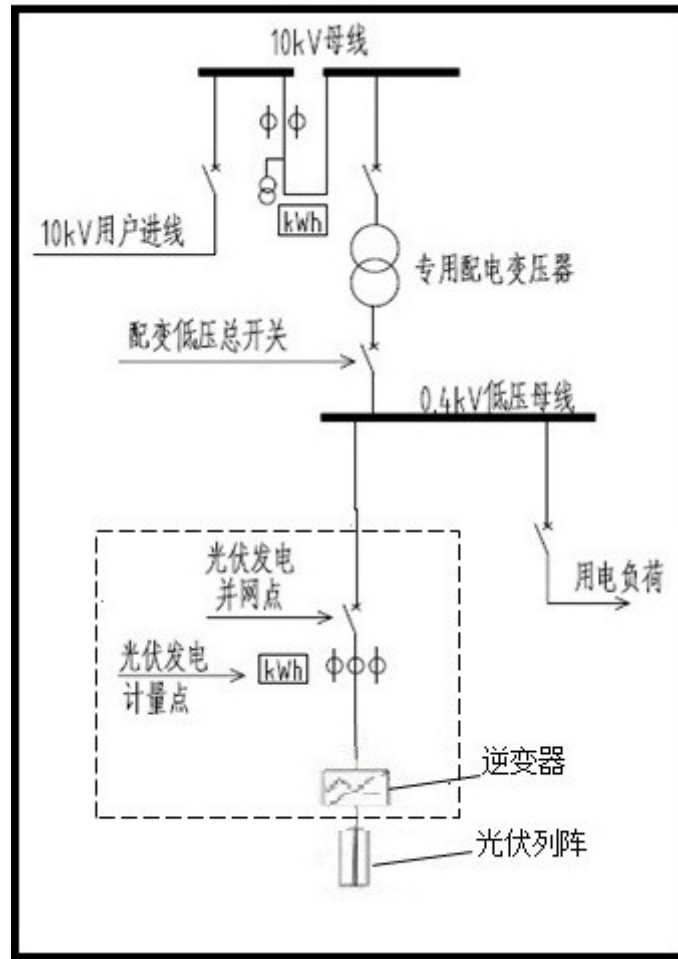 10kV母线
kWh
10kV用户进线
专用配电变压器
配变低压总开关
0.4kV低压母线
光伏发电
并网点
用电负荷
光伏发电
计量点
kWh
逆变器
光伏列阵